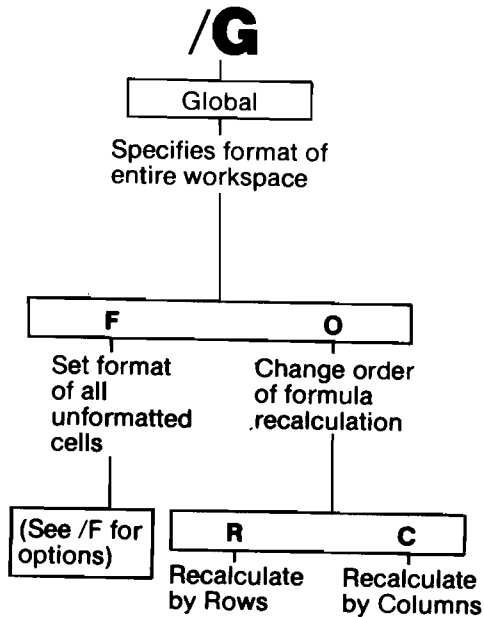 /G
Global
Specifies format of
entire workspace
F
O
Set format
of all
unformatted
cells
Change order
of formula
recalculation
(See /F for
options)
R
C
Recalculate
by Rows
Recalculate
by Columns